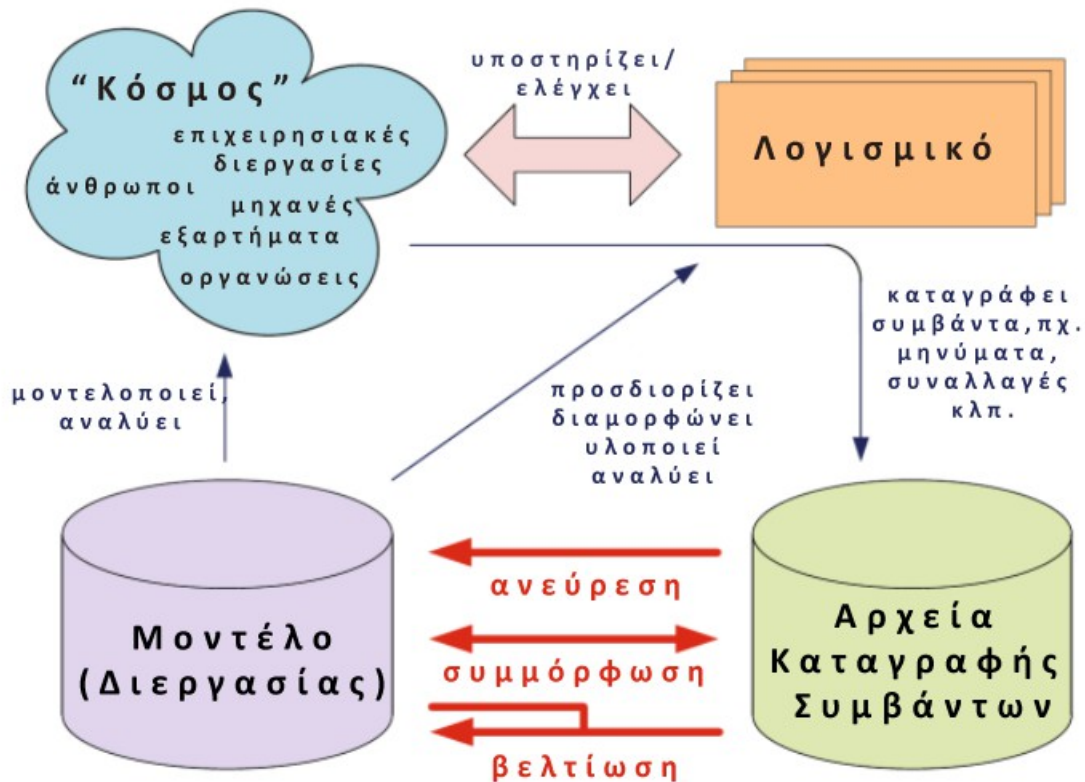 “Κόσμος”
επιχειρησιακές
διεργασίες
άνθρωποι
μηχανές
εξαρτήματα
οργανώσεις
υποστηρίζει/
ελέγχει
Λογισμικό
μοντελοποιεί,
αναλύει
προσδιορίζει
διαμορφώνει
υλοποιεί
αναλύει
καταγράφει
συμβάντα, πχ.
μηνύματα,
συναλλαγές
κλπ.
Μοντέλο
(Διεργασίας)
ανεύρεση
συμμόρφωση
βελτίωση
Αρχεία
Καταγραφής
Συμβάντων